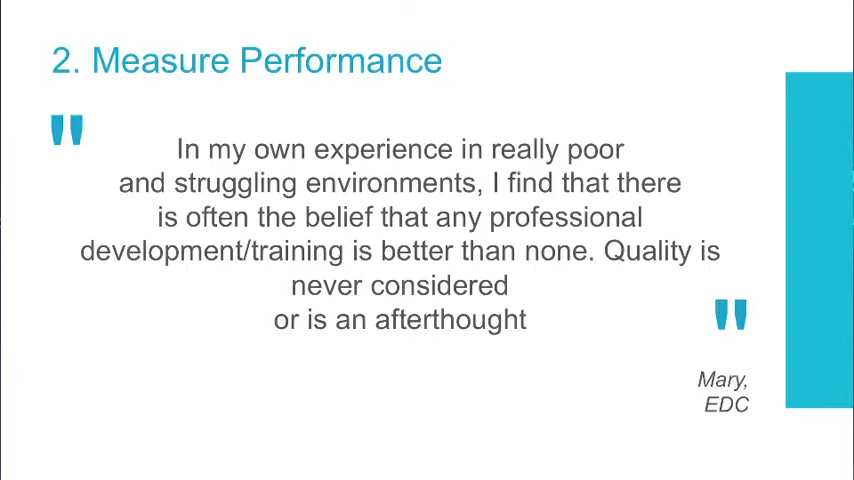 2. Measure Performance
"
In my own experience in really poor
and struggling environments, I find that there
is often the belief that any professional
development/training is better than none. Quality is
never considered
or is an afterthought
"
Mary,
EDC